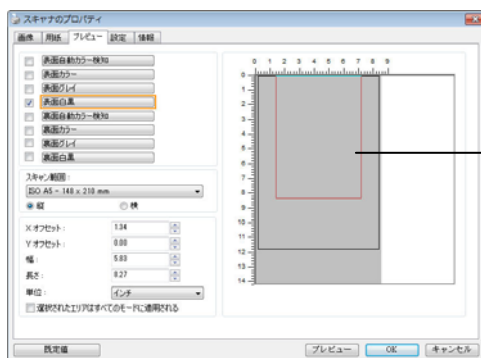 スキャナのプロパティ
画像 用紙 プレビュー 設定 情報
表面自動カラー検知
表面カラー
表面グレイ
表面白黒
裏面自動カラー検知
裏面カラー
裏面グレイ
裏面白黒
スキャン範囲:
ISO A5 - 148 x 210 mm
縦 横
Xオフセット: 1.34
Yオフセット: 0.00
幅: 5.83
長さ: 8.27
単位: インチ
選択されたエリアはすべてのモードに適用される
0 1 2 3 4 5 6 7 8 9
0
1
2
3
4
5
6
7
8
9
10
11
12
13
14
既定値 プレビュー OK キャンセル